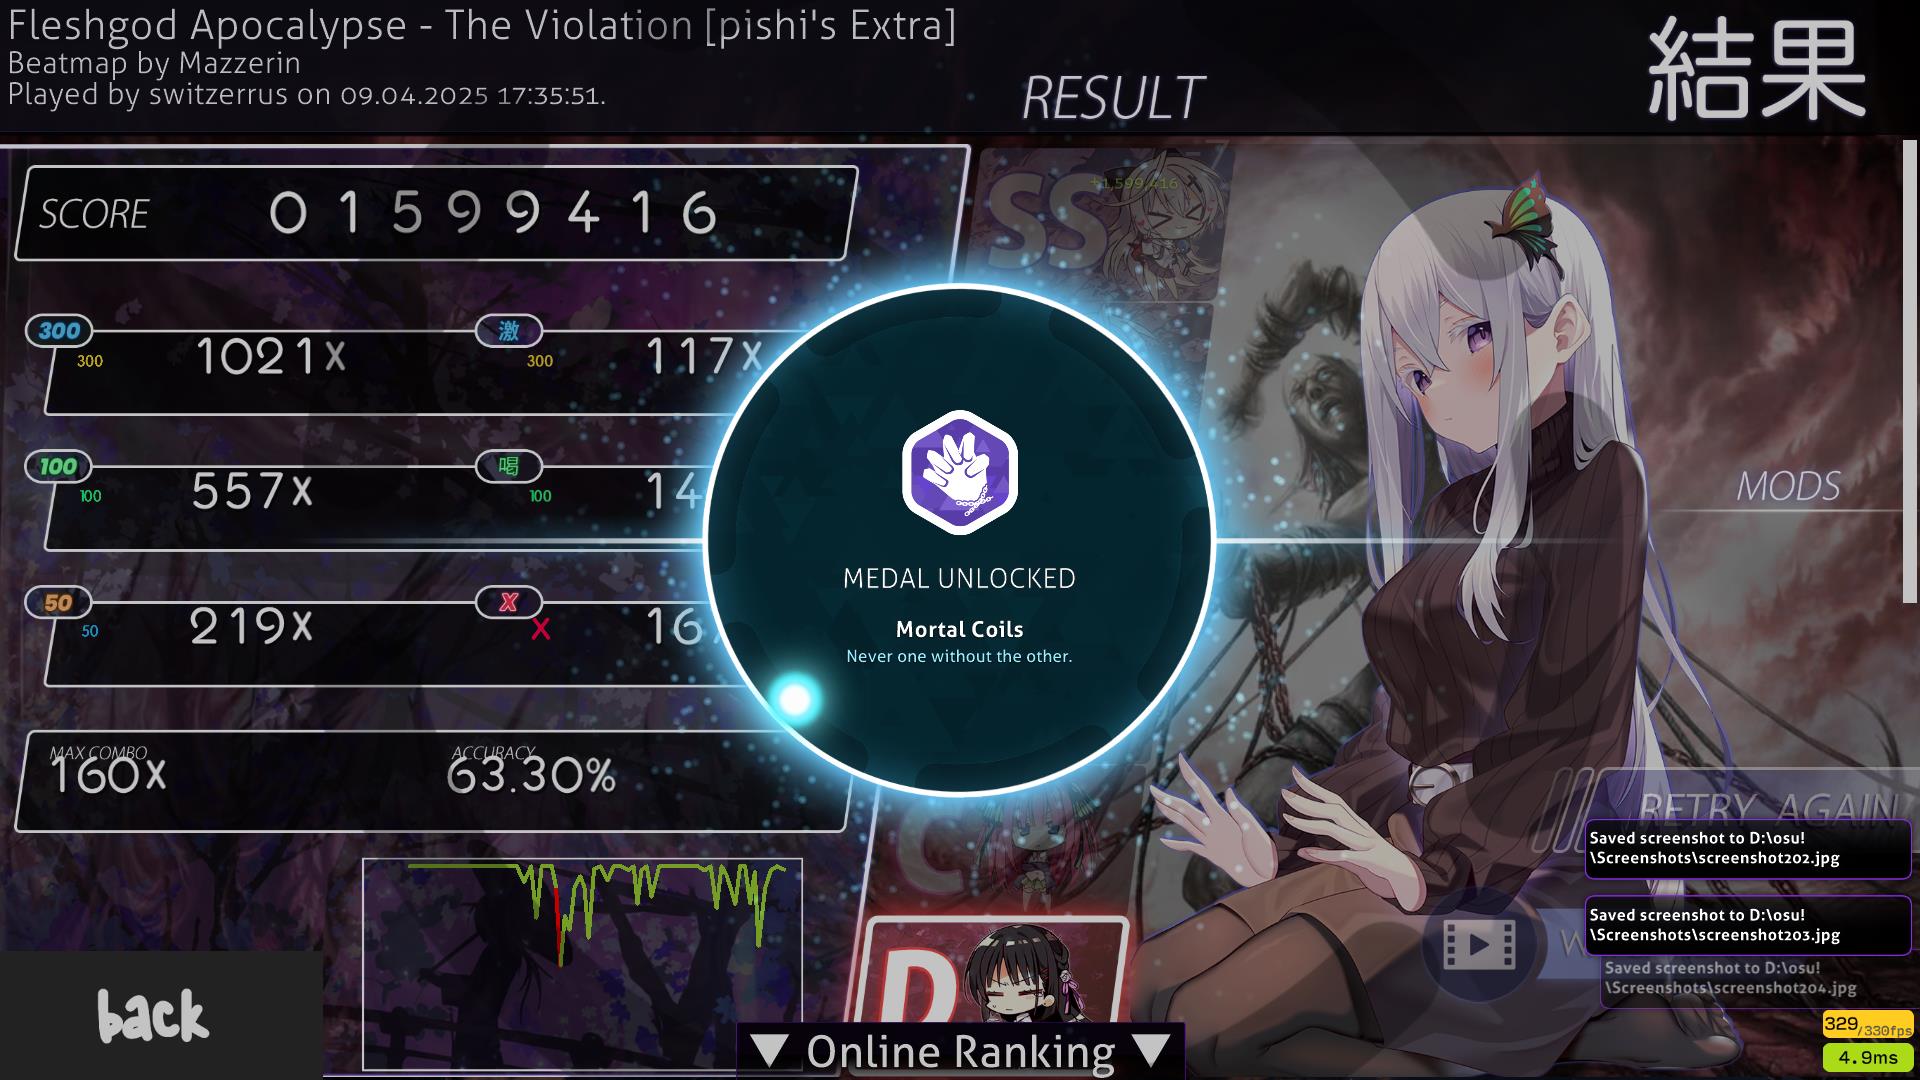 Fleshgod Apocalypse - The Violation [pishi's Extra]
Beatmap by Mazzerin
Played by switzerrus on 09.04.2025 17:35:51.
RESULT
結果
SCORE 01599416
SS
+1,599,416
300 300 1021x
激 300 117x
100 100 557x
喝 100 14
50 50 219x
X X 16
MEDAL UNLOCKED
Mortal Coils
Never one without the other.
MODS
MAX COMBO 160x
ACCURACY 63.30%
C
RETRY AGAIN
Saved screenshot to D:\osu!
\Screenshots\screenshot202.jpg
Saved screenshot to D:\osu!
\Screenshots\screenshot203.jpg
Saved screenshot to D:\osu!
\Screenshots\screenshot204.jpg
D
W
back
▼ Online Ranking ▼
329/330fps
4.9ms